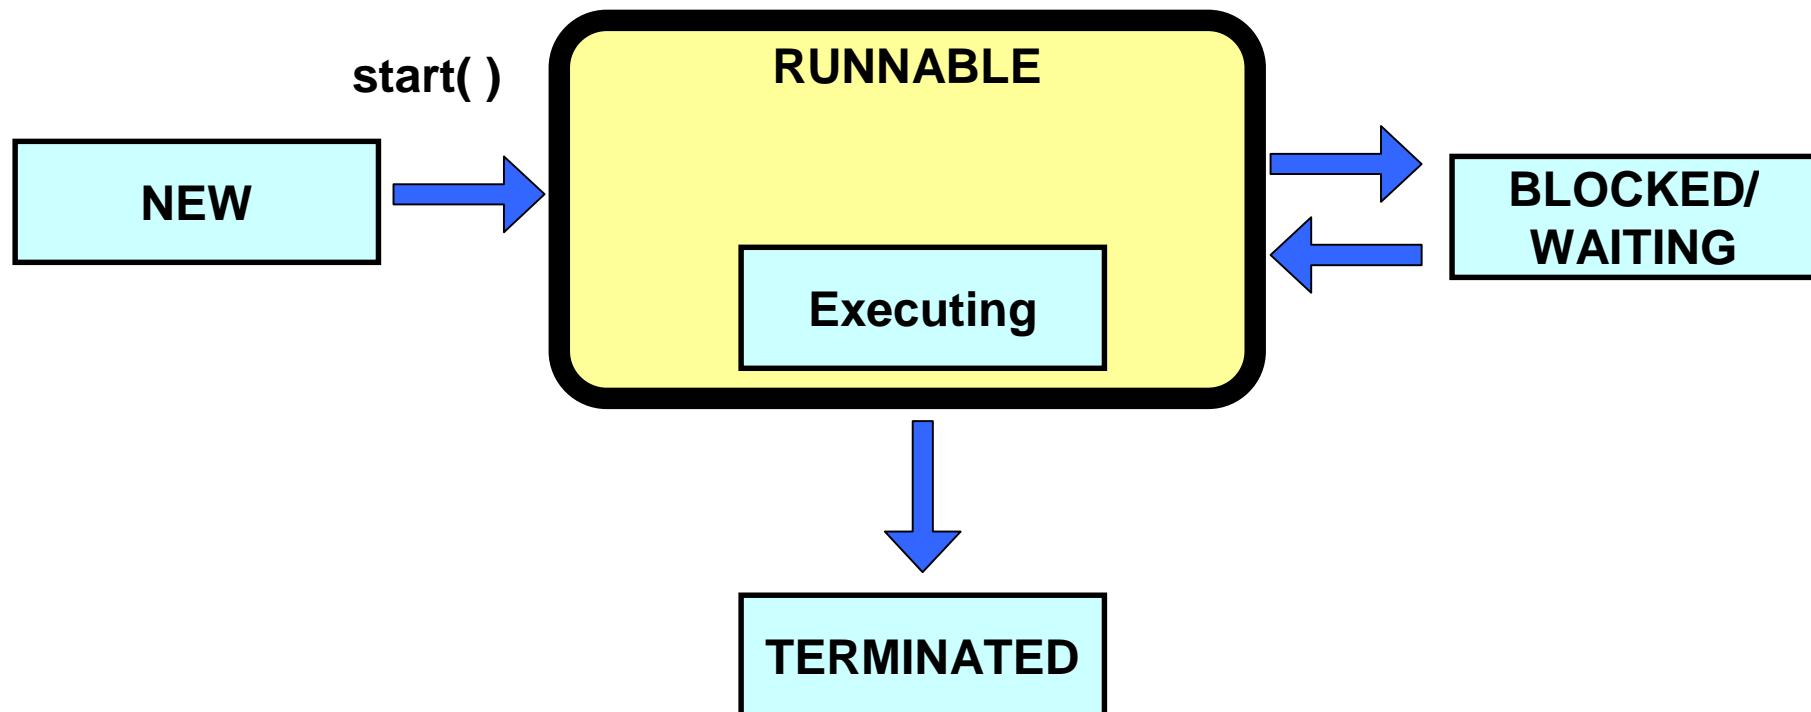 start( )
RUNNABLE
NEW
BLOCKED/
WAITING
Executing
TERMINATED